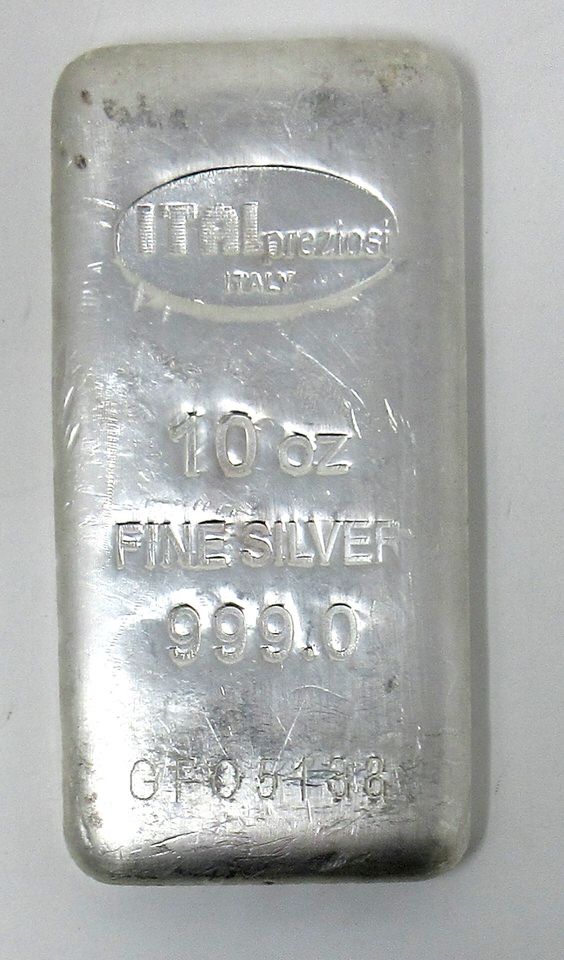 ITALpreziosi
ITALY
10 oz
FINE SILVER
999.0